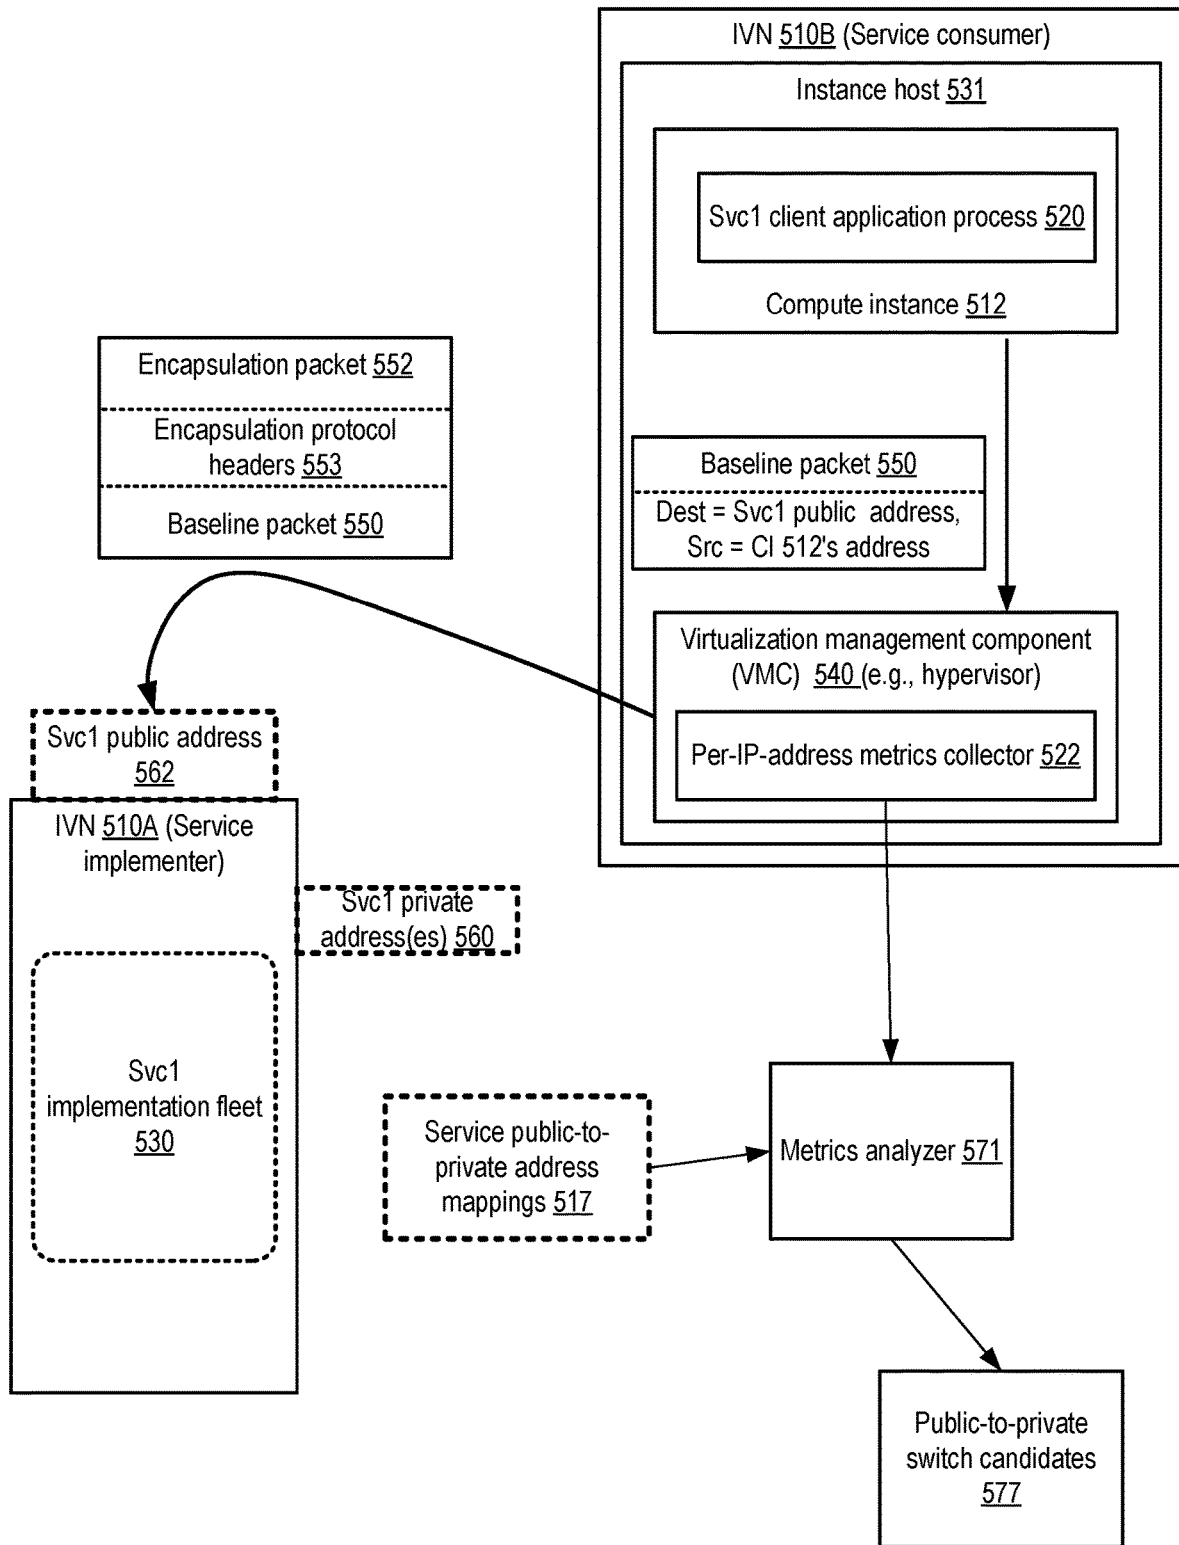 IVN 510B (Service consumer)
Instance host 531
Svc1 client application process 520
Compute instance 512
Encapsulation packet 552
Encapsulation protocol
headers 553
Baseline packet 550
Baseline packet 550
Dest = Svc1 public address,
Src = CI 512's address
Virtualization management component
(VMC) 540 (e.g., hypervisor)
Per-IP-address metrics collector 522
Svc1 public address
562
IVN 510A (Service
implementer)
Svc1 private
address(es) 560
Svc1
implementation fleet
530
Service public-to-
private address
mappings 517
Metrics analyzer 571
Public-to-private
switch candidates
577